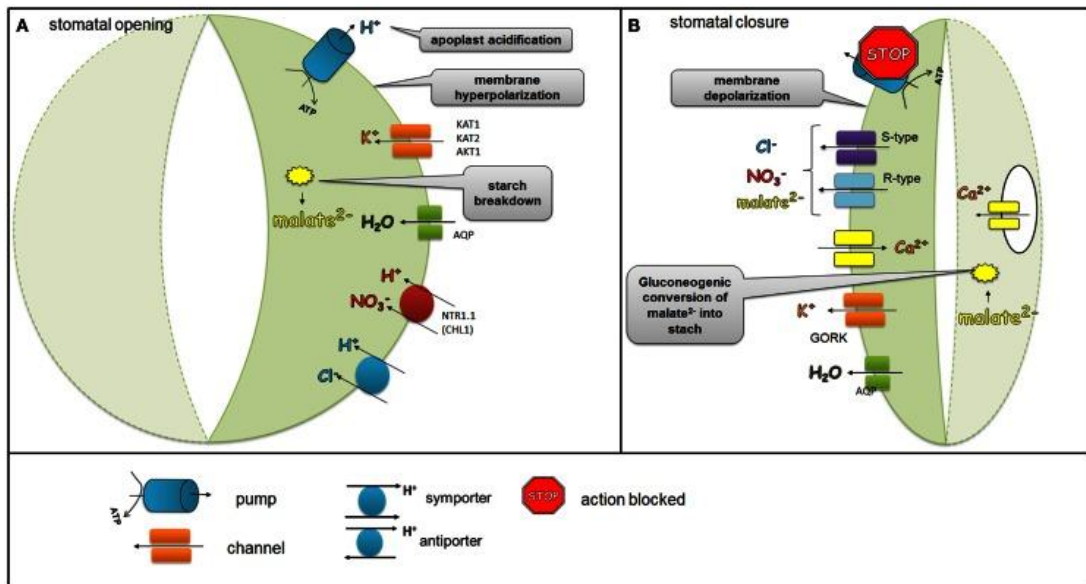 A stomatal opening
H⁺
apoplast acidification
membrane
hyperpolarization
ATP
K⁺
KAT1
KAT2
AKT1
starch
breakdown
malate²⁻
H₂O
AQP
H⁺
NO₃⁻
NTR1.1
(CHL1)
H⁺
Cl⁻
B stomatal closure
STOP
ATP
membrane
depolarization
S-type
Cl⁻
NO₃⁻
R-type
malate²⁻
Ca²⁺
Ca²⁺
Gluconeogenic
conversion of
malate²⁻ into
stach
malate²⁻
K⁺
GORK
H₂O
AQP
pump
ATP
channel
H⁺ symporter
H⁺
antiporter
STOP action blocked